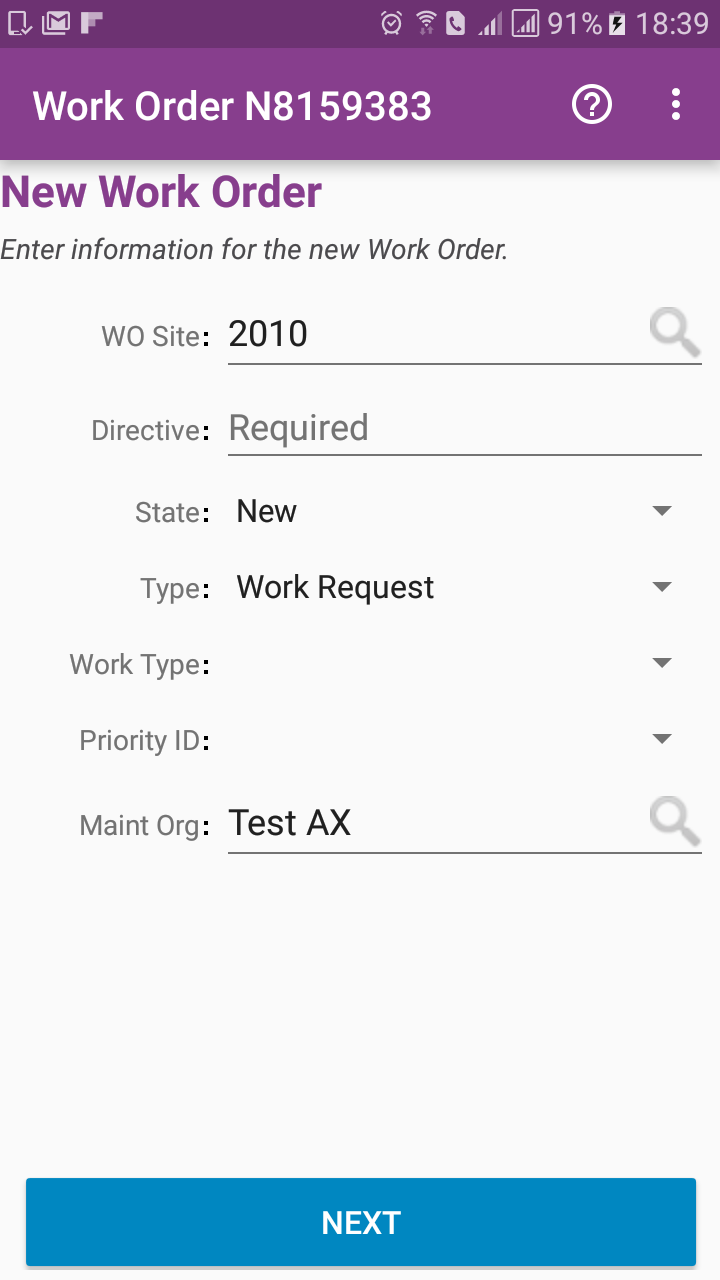 91% 18:39
Work Order N8159383
New Work Order
Enter information for the new Work Order.
WO Site: 2010
Directive: Required
State: New
Type: Work Request
Work Type:
Priority ID:
Maint Org: Test AX
NEXT